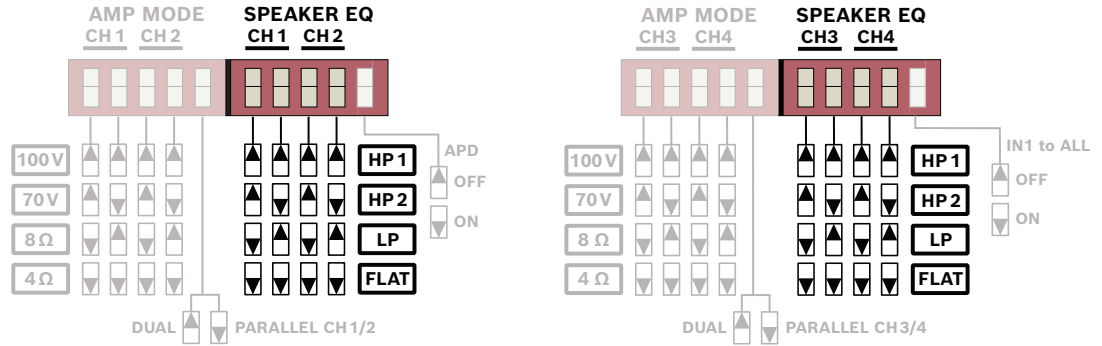 AMP MODE SPEAKER EQ
CH 1 CH 2 CH 1 CH 2
100 V HP 1
APD
OFF
70 V HP 2
ON
8 Ω LP
4 Ω FLAT
DUAL PARALLEL CH 1/2
AMP MODE SPEAKER EQ
CH3 CH4 CH3 CH4
100 V HP 1
IN1 to ALL
OFF
70 V HP 2
ON
8 Ω LP
4 Ω FLAT
DUAL PARALLEL CH 3/4